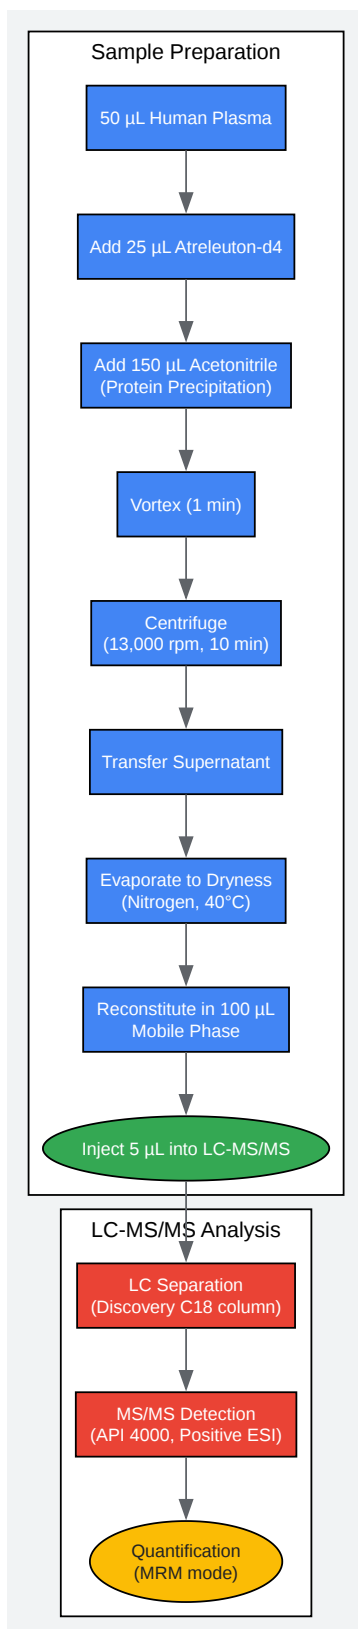 Sample Preparation
50 µL Human Plasma
Add 25 µL Atreleuton-d4
Add 150 µL Acetonitrile
(Protein Precipitation)
Vortex (1 min)
Centrifuge
(13,000 rpm, 10 min)
Transfer Supernatant
Evaporate to Dryness
(Nitrogen, 40°C)
Reconstitute in 100 µL
Mobile Phase
Inject 5 µL into LC-MS/MS
LC-MS/MS Analysis
LC Separation
(Discovery C18 column)
MS/MS Detection
(API 4000, Positive ESI)
Quantification
(MRM mode)